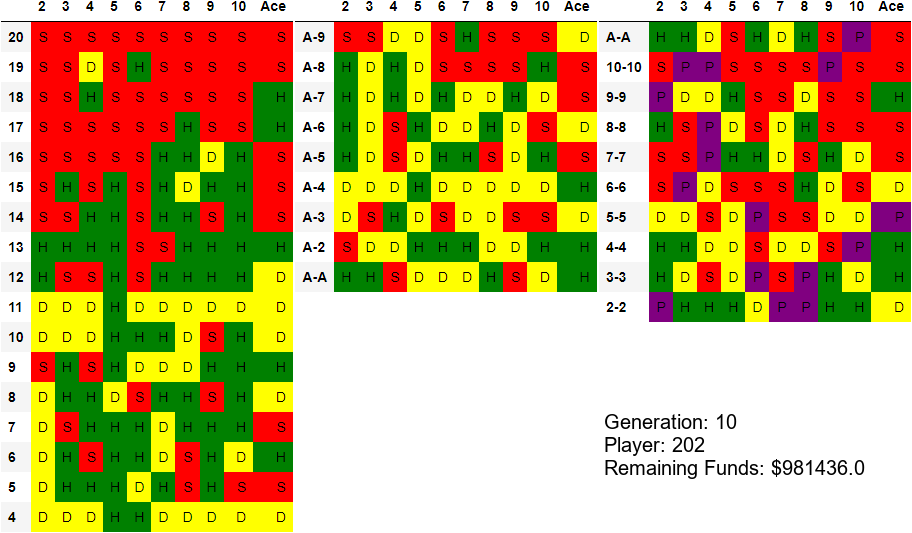 2 3 4 5 6 7 8 9 10 Ace
20 S S S S S S S S S S
19 S S D S H S S S S S
18 S S H S S S S S S H
17 S S S S S S H S S H
16 S S S S S H H D H S
15 S H S H S H D H H S
14 S S H H S H H S H S
13 H H H H S S H H H H
12 H S S H S H H H H D
11 D D D H D D D D D D
10 D D D H H H D S H D
9 S H S H D D D H H H
8 D H H D S H H S H D
7 D S H H H D H H H S
6 D H S H H D S H D H
5 D H H H D H S H S S
4 D D D H H D D D D D
2 3 4 5 6 7 8 9 10 Ace
A-9 S S D D S H S S S D
A-8 H D H D S S S S H S
A-7 H D H D H D D H D S
A-6 H D S H D D H D S D
A-5 H D S D H H S D H S
A-4 D D D H D D D D D H
A-3 D S H D S D D S S D
A-2 S D D H H H D D H H
A-A H H S D D D H S D H
2 3 4 5 6 7 8 9 10 Ace
A-A H H D S H D H S P S
10-10 S P P S S S S P S S
9-9 P D D H S S D S S H
8-8 H S P D S D H S S S
7-7 S S P H H D S H D S
6-6 S P D S S S H D S D
5-5 D D S D P S S D D P
4-4 H H D D S D D S P H
3-3 H D S D P S P H D H
2-2 P H H H D P P H H D
Generation: 10
Player: 202
Remaining Funds: $981436.0